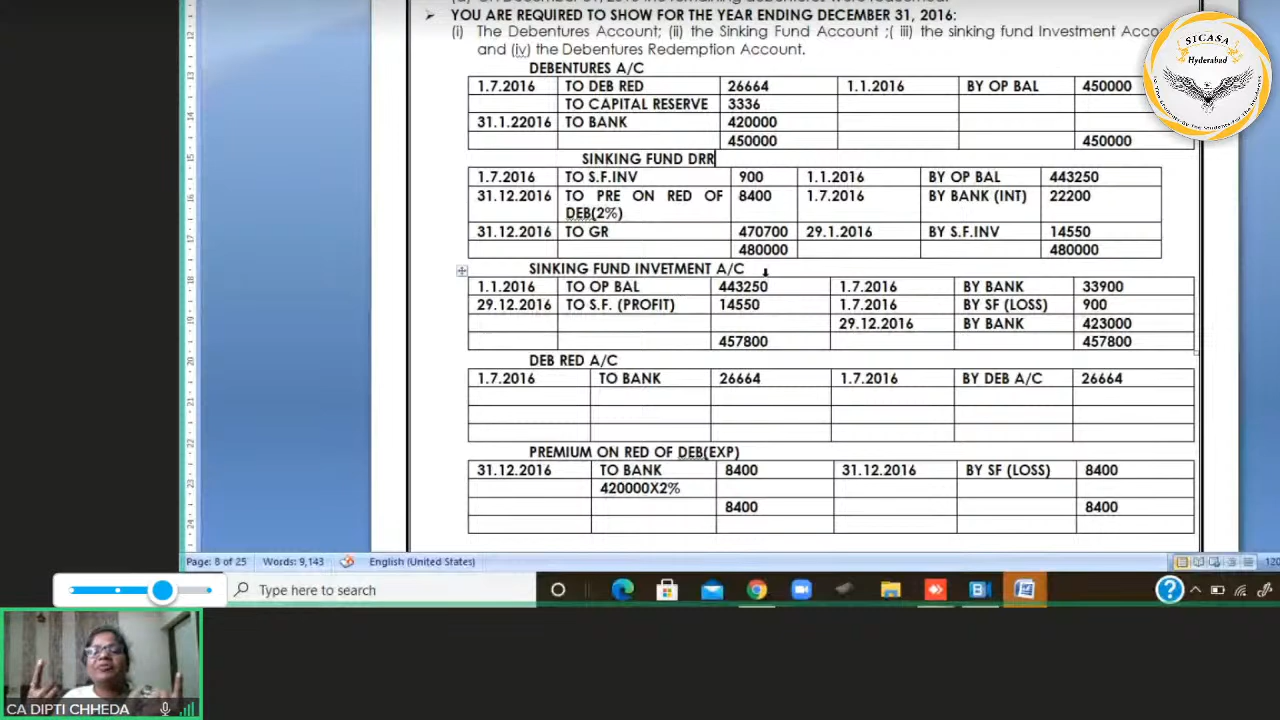 YOU ARE REQUIRED TO SHOW FOR THE YEAR ENDING DECEMBER 31, 2016:
(i) The Debentures Account; (ii) the Sinking Fund Account ;( iii) the sinking fund Investment Acco
and (iv) the Debentures Redemption Account.
DEBENTURES A/C
1.7.2016 TO DEB RED 26664 1.1.2016 BY OP BAL 450000
TO CAPITAL RESERVE 3336
31.1.22016 TO BANK 420000
450000 450000
SINKING FUND DRR
1.7.2016 TO S.F.INV 900 1.1.2016 BY OP BAL 443250
31.12.2016 TO PRE ON RED OF 8400 1.7.2016 BY BANK (INT) 22200
DEB(2%)
31.12.2016 TO GR 470700 29.1.2016 BY S.F.INV 14550
480000 480000
SINKING FUND INVETMENT A/C
1.1.2016 TO OP BAL 443250 1.7.2016 BY BANK 33900
29.12.2016 TO S.F. (PROFIT) 14550 1.7.2016 BY SF (LOSS) 900
29.12.2016 BY BANK 423000
457800 457800
DEB RED A/C
1.7.2016 TO BANK 26664 1.7.2016 BY DEB A/C 26664
PREMIUM ON RED OF DEB(EXP)
31.12.2016 TO BANK 8400 31.12.2016 BY SF (LOSS) 8400
420000X2%
8400 8400
Page: 8 of 25 Words: 9,143 English (United States) 120
Type here to search
CA DIPTI CHHEDA
SICASA
Hyderabad